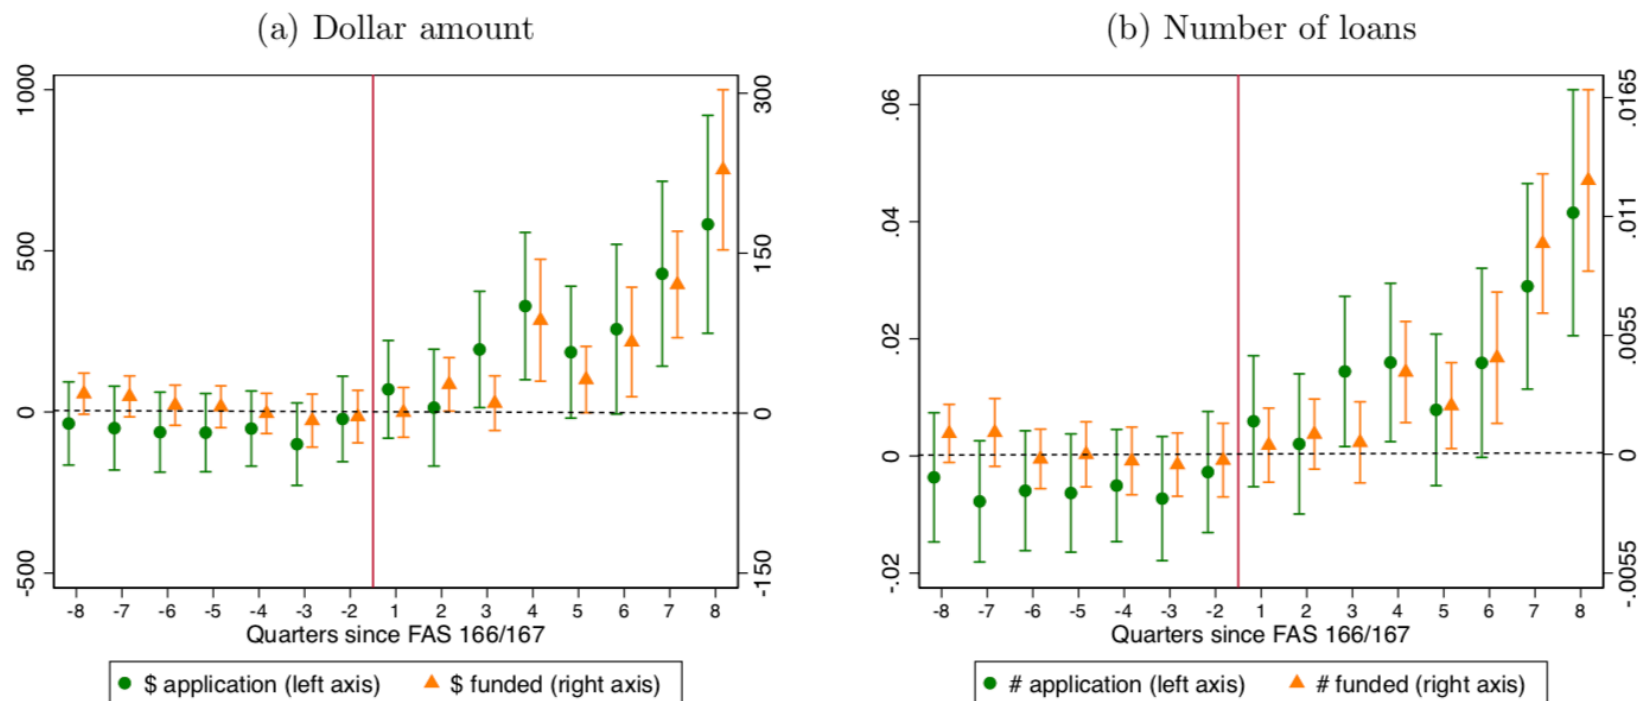 (a) Dollar amount
1000
500
0
-500
300
150
0
-150
-8 -7 -6 -5 -4 -3 -2 1 2 3 4 5 6 7 8
Quarters since FAS 166/167
$ application (left axis) $ funded (right axis)
(b) Number of loans
.06
.04
.02
0
-.02
.0165
.011
.0055
0
-.0055
-8 -7 -6 -5 -4 -3 -2 1 2 3 4 5 6 7 8
Quarters since FAS 166/167
# application (left axis) # funded (right axis)